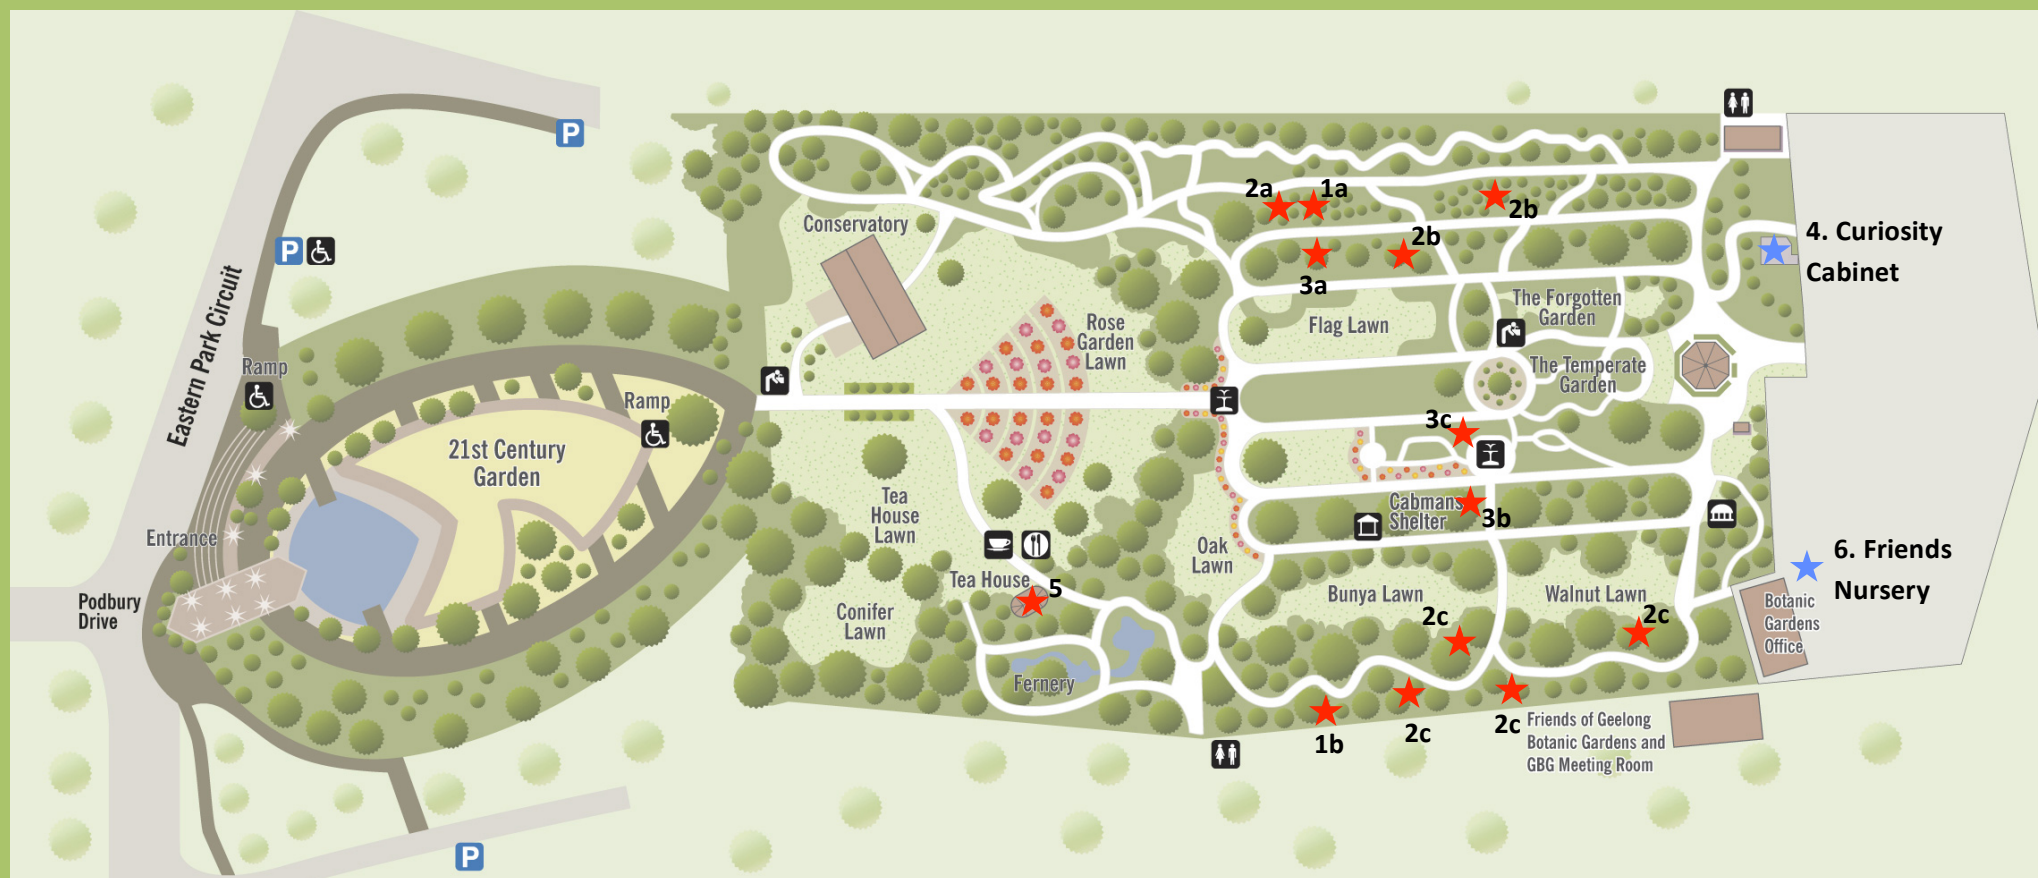 P
P
Eastern Park Circuit
Ramp
Ramp
21st Century
Garden
Entrance
Podbury
Drive
P
Conservatory
Rose
Garden
Lawn
Tea
House
Lawn
Tea House
5
Conifer
Lawn
Fernery
Oak
Lawn
2a
1a
2b
2b
3a
Flag Lawn
The Forgotten
Garden
The Temperate
Garden
3c
Cabmans
Shelter
3b
Bunya Lawn
Walnut Lawn
2c
2c
1b
2c
2c
4. Curiosity
Cabinet
6. Friends
Nursery
Botanic
Gardens
Office
Friends of Geelong
Botanic Gardens and
GBG Meeting Room